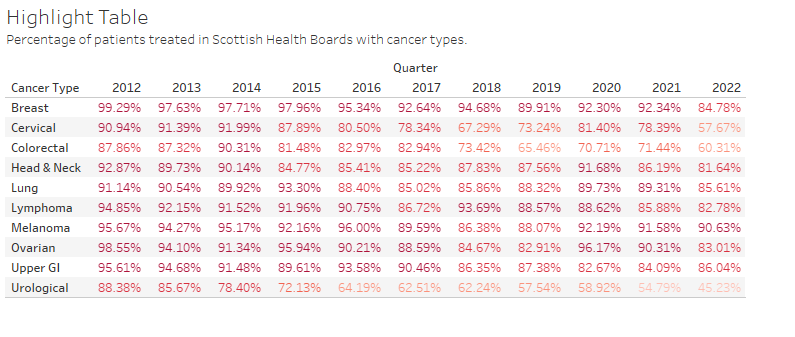 Highlight Table
Percentage of patients treated in Scottish Health Boards with cancer types.
Quarter
Cancer Type 2012 2013 2014 2015 2016 2017 2018 2019 2020 2021 2022
Breast 99.29% 97.63% 97.71% 97.96% 95.34% 92.64% 94.68% 89.91% 92.30% 92.34% 84.78%
Cervical 90.94% 91.39% 91.99% 87.89% 80.50% 78.34% 67.29% 73.24% 81.40% 78.39% 57.67%
Colorectal 87.86% 87.32% 90.31% 81.48% 82.97% 82.94% 73.42% 65.46% 70.71% 71.44% 60.31%
Head & Neck 92.87% 89.73% 90.14% 84.77% 85.41% 85.22% 87.83% 87.56% 91.68% 86.19% 81.64%
Lung 91.14% 90.54% 89.92% 93.30% 88.40% 85.02% 85.86% 88.32% 89.73% 89.31% 85.61%
Lymphoma 94.85% 92.15% 91.52% 91.96% 90.75% 86.72% 93.69% 88.57% 88.62% 85.88% 82.78%
Melanoma 95.67% 94.27% 95.17% 92.16% 96.00% 89.59% 86.38% 88.07% 92.19% 91.58% 90.63%
Ovarian 98.55% 94.10% 91.34% 95.94% 90.21% 88.59% 84.67% 82.91% 96.17% 90.31% 83.01%
Upper GI 95.61% 94.68% 91.48% 89.61% 93.58% 90.46% 86.35% 87.38% 82.67% 84.09% 86.04%
Urological 88.38% 85.67% 78.40% 72.13% 64.19% 62.51% 62.24% 57.54% 58.92% 54.79% 45.23%